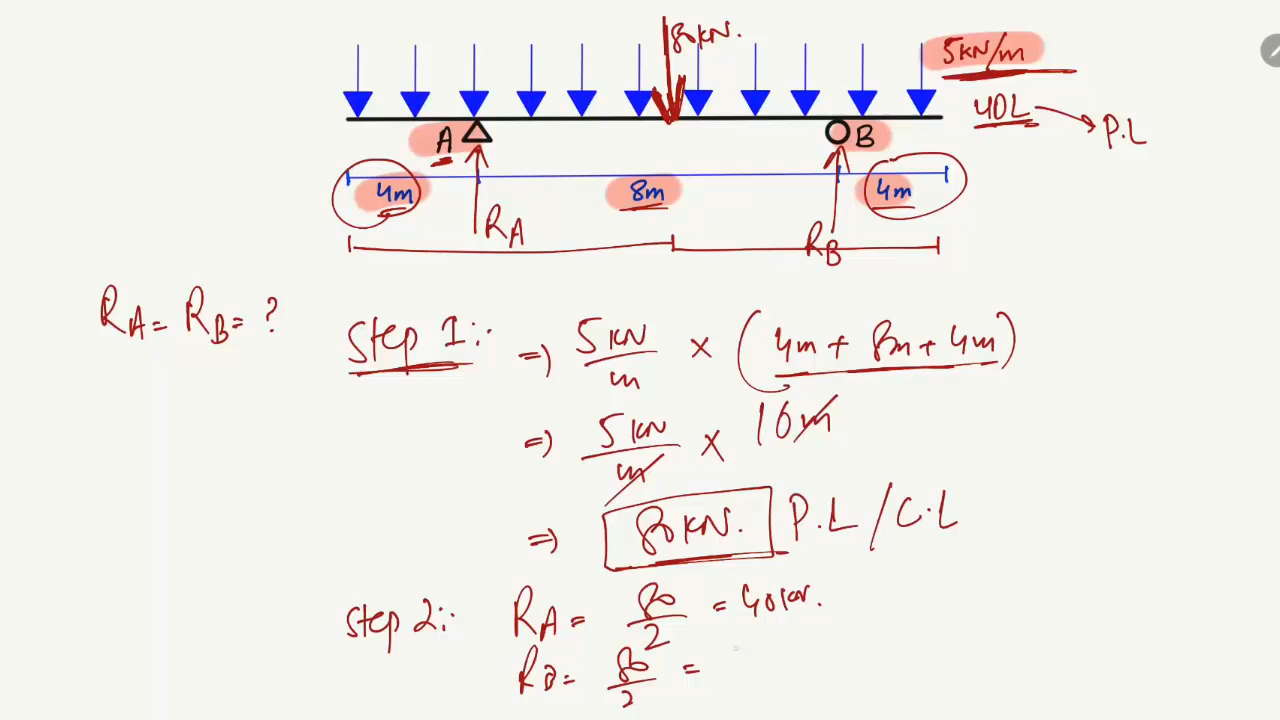 80KN.
5KN/m
UDL
P.L
A
B
4m
8m
4m
RA
RB
RA = RB = ?
Step 1:- => 5KN/m × (4m + 8m + 4m)
=> 5KN/m × 16m
=> 80KN. P.L / C.L
Step 2:- RA = 80/2 = 40KN.
RB = 80/2 =